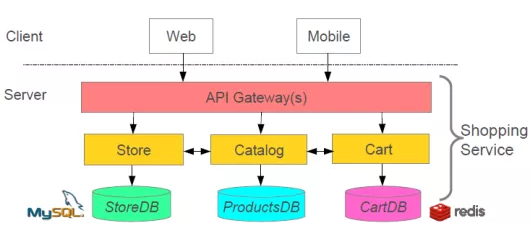 Client
Web
Mobile
Server
API Gateway(s)
Store
Catalog
Cart
Shopping
Service
MySQL.
StoreDB
ProductsDB
CartDB
redis